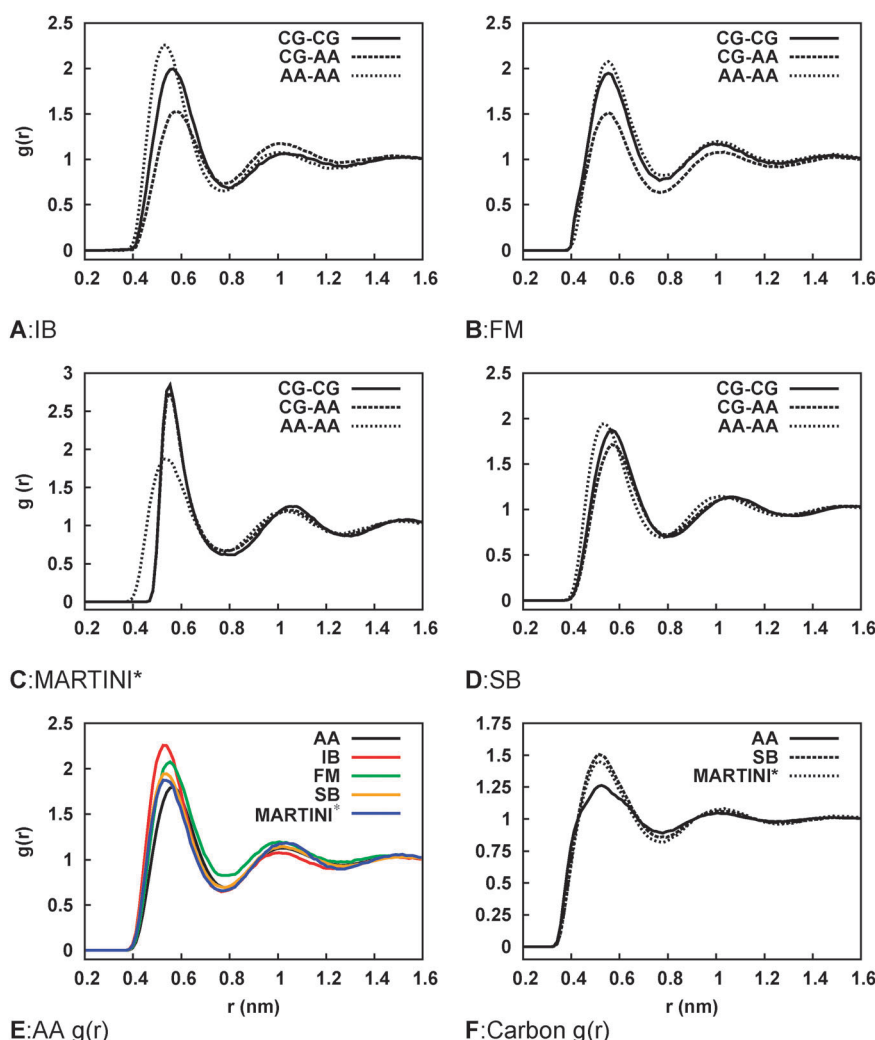 2.5
2
1.5
1
0.5
0
g(r)
CG-CG
CG-AA
AA-AA
0.2 0.4 0.6 0.8 1 1.2 1.4 1.6
A:IB
2.5
2
1.5
1
0.5
0
g(r)
CG-CG
CG-AA
AA-AA
0.2 0.4 0.6 0.8 1 1.2 1.4 1.6
B:FM
3
2.5
2
1.5
1
0.5
0
g (r)
CG-CG
CG-AA
AA-AA
0.2 0.4 0.6 0.8 1 1.2 1.4 1.6
C:MARTINI*
2.5
2
1.5
1
0.5
0
g(r)
CG-CG
CG-AA
AA-AA
0.2 0.4 0.6 0.8 1 1.2 1.4 1.6
D:SB
2.5
2
1.5
1
0.5
0
g(r)
AA
IB
FM
SB
MARTINI*
0.2 0.4 0.6 0.8 1 1.2 1.4 1.6
r (nm)
E:AA g(r)
1.75
1.5
1.25
1
0.75
0.5
0.25
0
g(r)
AA
SB
MARTINI*
0.2 0.4 0.6 0.8 1 1.2 1.4 1.6
r (nm)
F:Carbon g(r)